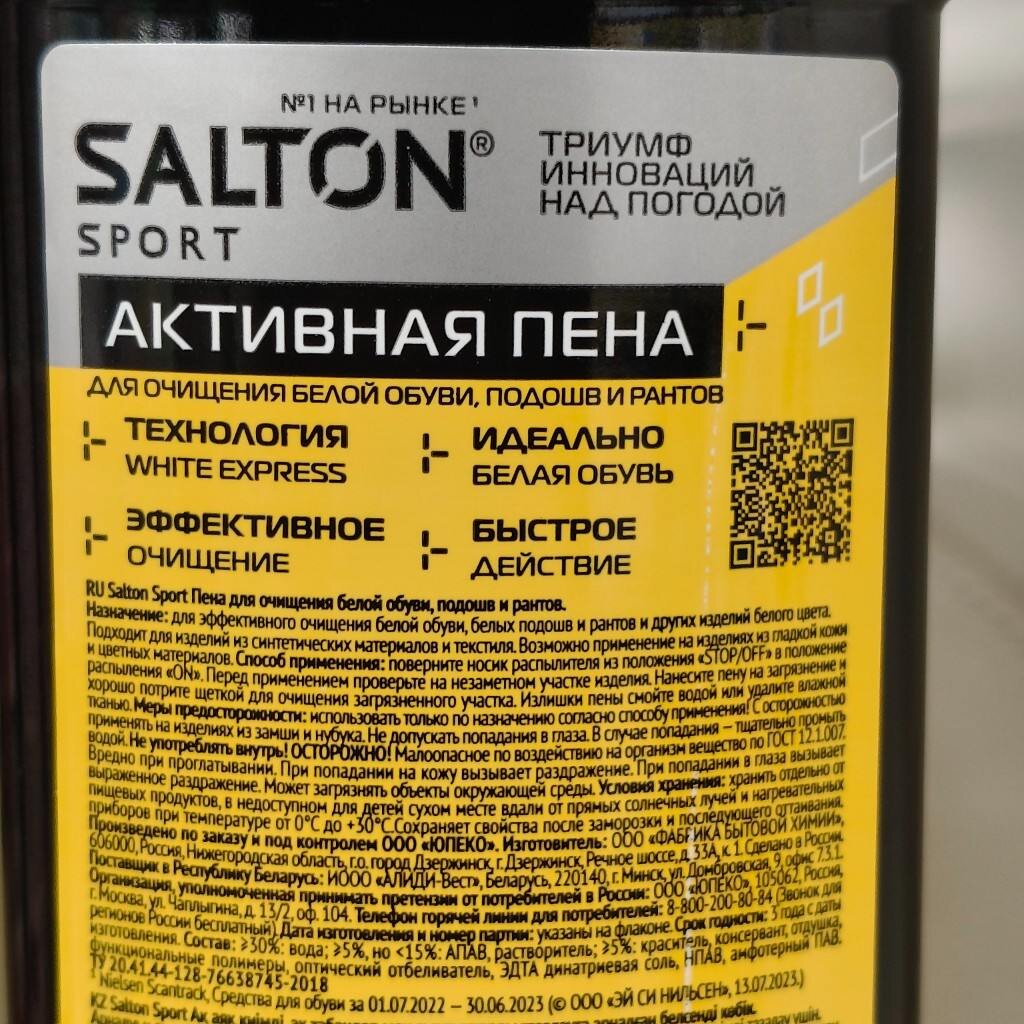 №1 НА РЫНКЕ¹
SALTON®
SPORT
ТРИУМФ
ИННОВАЦИЙ
НАД ПОГОДОЙ
АКТИВНАЯ ПЕНА
ДЛЯ ОЧИЩЕНИЯ БЕЛОЙ ОБУВИ, ПОДОШВ И РАНТОВ
ТЕХНОЛОГИЯ
WHITE EXPRESS
ИДЕАЛЬНО
БЕЛАЯ ОБУВЬ
ЭФФЕКТИВНОЕ
ОЧИЩЕНИЕ
БЫСТРОЕ
ДЕЙСТВИЕ
RU Salton Sport Пена для очищения белой обуви, подошв и рантов.
Назначение: для эффективного очищения белой обуви, белых подошв и рантов и других изделий белого цвета.
Подходит для изделий из синтетических материалов и текстиля. Возможно применение на изделиях из гладкой кожи
и цветных материалов. Способ применения: поверните носик распылителя из положения «STOP/OFF» в положение
распыления «ON». Перед применением проверьте на незаметном участке изделия. Нанесите пену на загрязнение и
хорошо потрите щеткой для очищения загрязненного участка. Излишки пены смойте водой или удалите влажной
тканью. Меры предосторожности: использовать только по назначению согласно способу применения! С осторожностью
применять на изделиях из замши и нубука. Не допускать попадания в глаза. В случае попадания – тщательно промыть
водой. Не употреблять внутрь! ОСТОРОЖНО! Малоопасное по воздействию на организм вещество по ГОСТ 12.1.007.
Вредно при проглатывании. При попадании на кожу вызывает раздражение. При попадании в глаза вызывает
выраженное раздражение. Может загрязнять объекты окружающей среды. Условия хранения: хранить отдельно от
пищевых продуктов, в недоступном для детей сухом месте вдали от прямых солнечных лучей и нагревательных
приборов при температуре от 0°С до +30°С.Сохраняет свойства после заморозки и последующего оттаивания.
Произведено по заказу и под контролем ООО «ЮПЕКО». Изготовитель: ООО «ФАБРИКА БЫТОВОЙ ХИМИИ»,
606000, Россия, Нижегородская область, г.о. город Дзержинск, г. Дзержинск, Речное шоссе, д. 33А, к. 1. Сделано в России.
Поставщик в Республику Беларусь: ИООО «АЛИДИ-Вест», Беларусь, 220140, г. Минск, ул. Домбровская, 9, офис 7.3.1.
Организация, уполномоченная принимать претензии от потребителей в России: ООО «ЮПЕКО», 105062, Россия,
г. Москва, ул. Чаплыгина, д. 13/2, оф. 104. Телефон горячей линии для потребителей: 8-800-200-80-84 (Звонок для
регионов России бесплатный). Дата изготовления и номер партии: указаны на флаконе. Срок годности: 3 года с даты
изготовления. Состав: ≥30%: вода; ≥5%, но <15%: АПАВ, растворитель; ≥5%: краситель, консервант, отдушка,
функциональные полимеры, оптический отбеливатель, ЭДТА динатриевая соль, НПАВ, амфотерный ПАВ.
ТУ 20.41.44-128-76638745-2018
¹ Nielsen Scantrack, Средства для обуви за 01.07.2022 – 30.06.2023 (© ООО «ЭЙ СИ НИЛЬСЕН», 13.07.2023.)
KZ Salton Sport Ақ аяқ киімді,
арналған белсенді көбік.